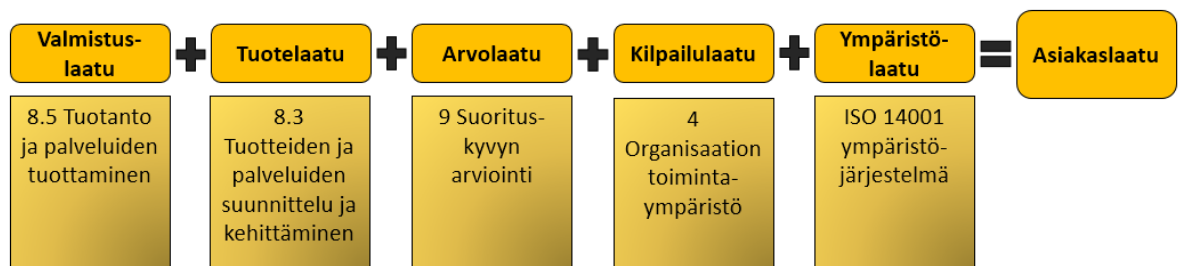 Valmistus-
laatu
Tuotelaatu
Arvolaatu
Kilpailulaatu
Ympäristö-
laatu
Asiakaslaatu
8.5 Tuotanto
ja palveluiden
tuottaminen
8.3
Tuotteiden ja
palveluiden
suunnittelu ja
kehittäminen
9 Suoritus-
kyvyn
arviointi
4
Organisaation
toiminta-
ympäristö
ISO 14001
ympäristö-
järjestelmä